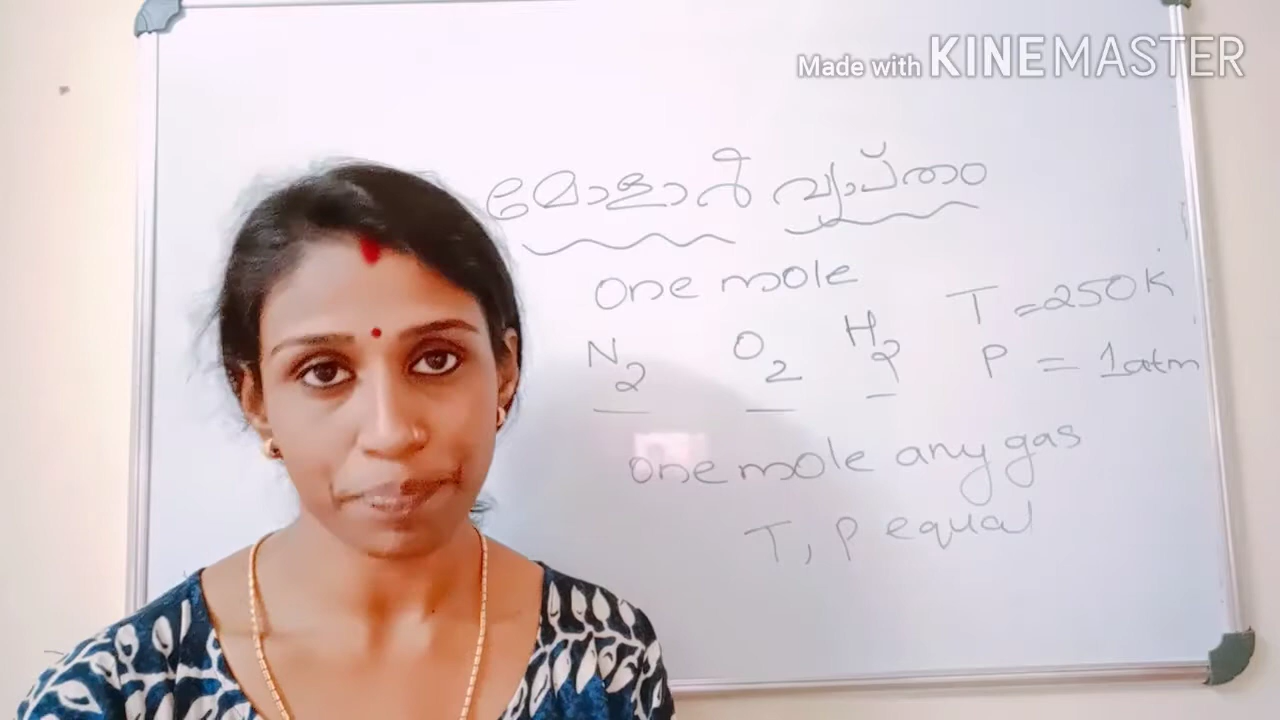 Made with KINEMASTER
മോളാർ വ്യാപ്തം
one mole
N2 O2 H2 T = 250K
P = 1atm
one mole any gas
T, P equal